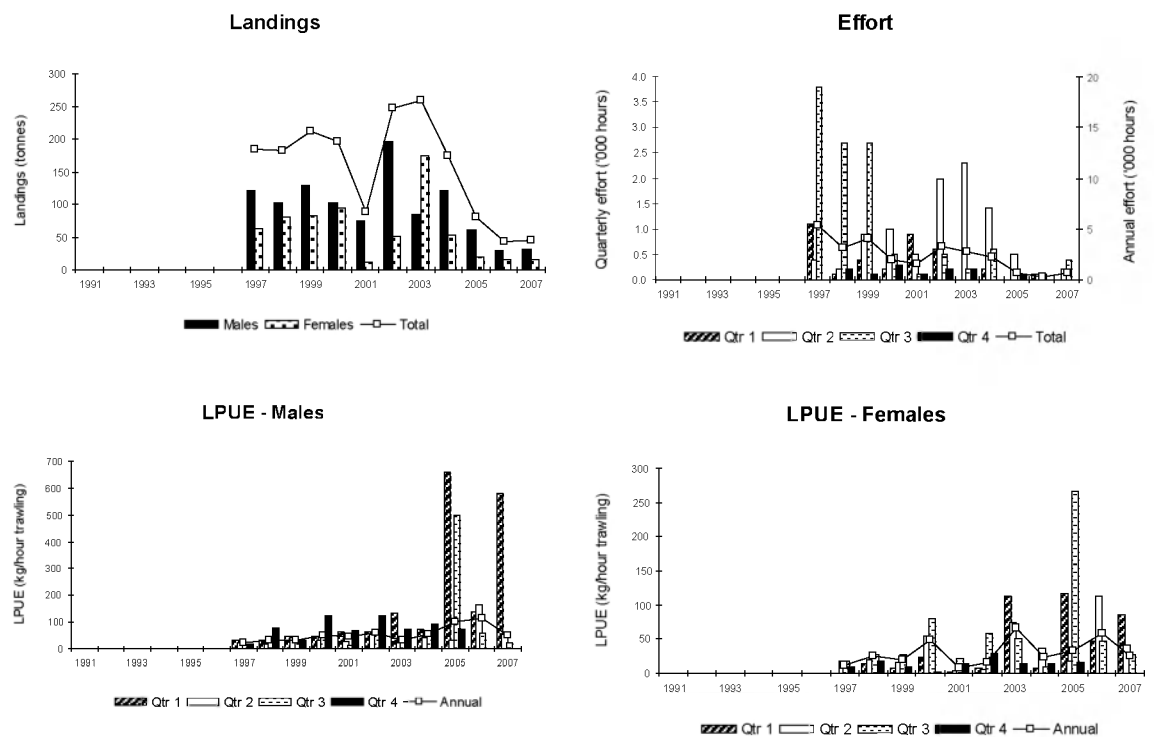 Landings
Landings (tonnes)
300
250
200
150
100
50
0
1991 1993 1995 1997 1999 2001 2003 2005 2007
Males Females Total
Effort
Quarterly effort ('000 hours)
4.0
3.5
3.0
2.5
2.0
1.5
1.0
0.5
0.0
20
15
10
5
0
Annual effort ('000 hours)
1991 1993 1995 1997 1999 2001 2003 2005 2007
Qtr 1 Qtr 2 Qtr 3 Qtr 4 Total
LPUE - Males
LPUE (kg/hour trawling)
700
600
500
400
300
200
100
0
1991 1993 1995 1997 1999 2001 2003 2005 2007
Qtr 1 Qtr 2 Qtr 3 Qtr 4 Annual
LPUE - Females
LPUE (kg/hour trawling)
300
250
200
150
100
50
0
1991 1993 1995 1997 1999 2001 2003 2005 2007
Qtr 1 Qtr 2 Qtr 3 Qtr 4 Annual